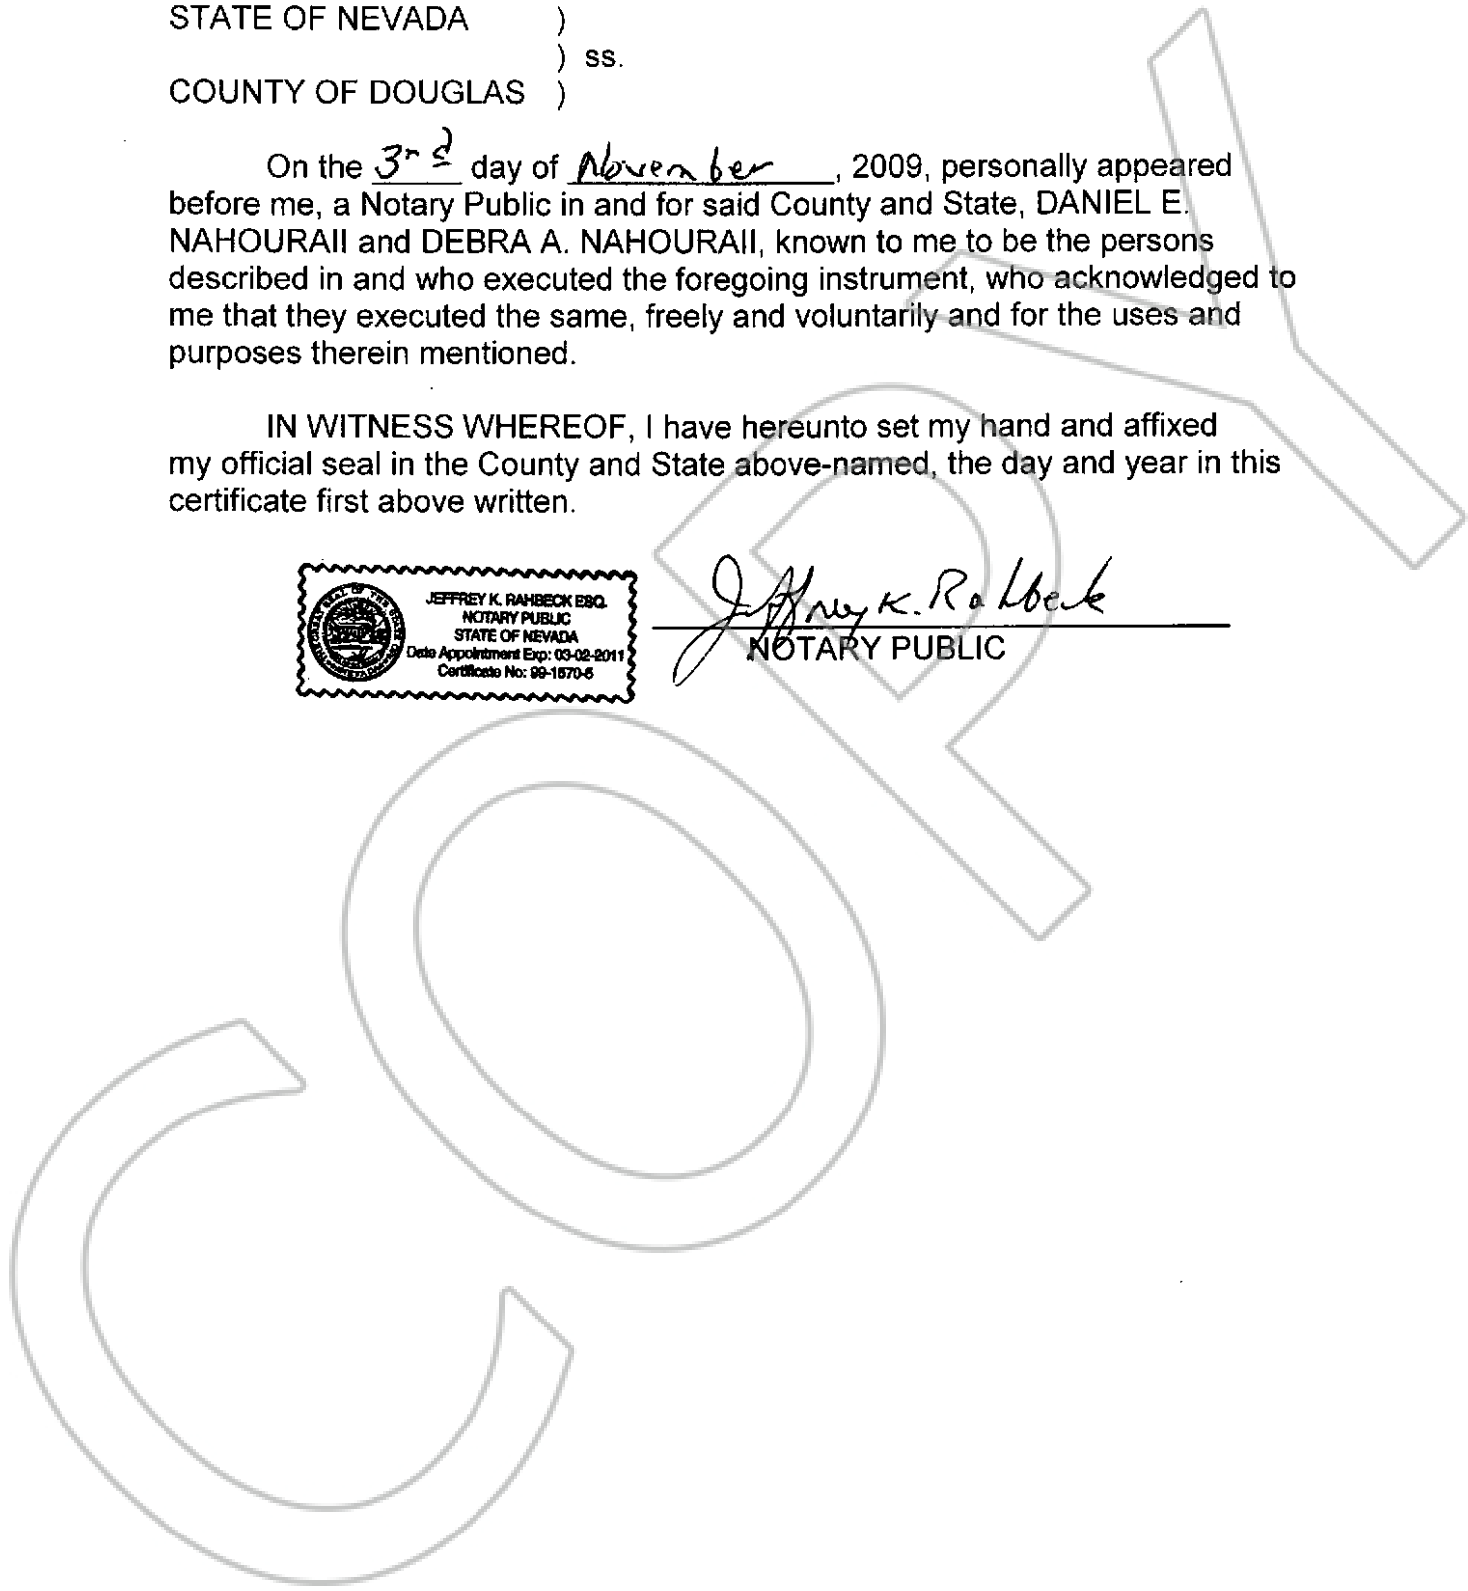 STATE OF NEVADA )
) ss.
COUNTY OF DOUGLAS )
On the 3rd day of November, 2009, personally appeared
before me, a Notary Public in and for said County and State, DANIEL E.
NAHOURAII and DEBRA A. NAHOURAII, known to me to be the persons
described in and who executed the foregoing instrument, who acknowledged to
me that they executed the same, freely and voluntarily and for the uses and
purposes therein mentioned.
IN WITNESS WHEREOF, I have hereunto set my hand and affixed
my official seal in the County and State above-named, the day and year in this
certificate first above written.
JEFFREY K. RAHBECK ESQ.
NOTARY PUBLIC
STATE OF NEVADA
Date Appointment Exp: 03-02-2011
Certificate No: 99-1570-5
Jeffrey K. Rahbeck
NOTARY PUBLIC
COPY